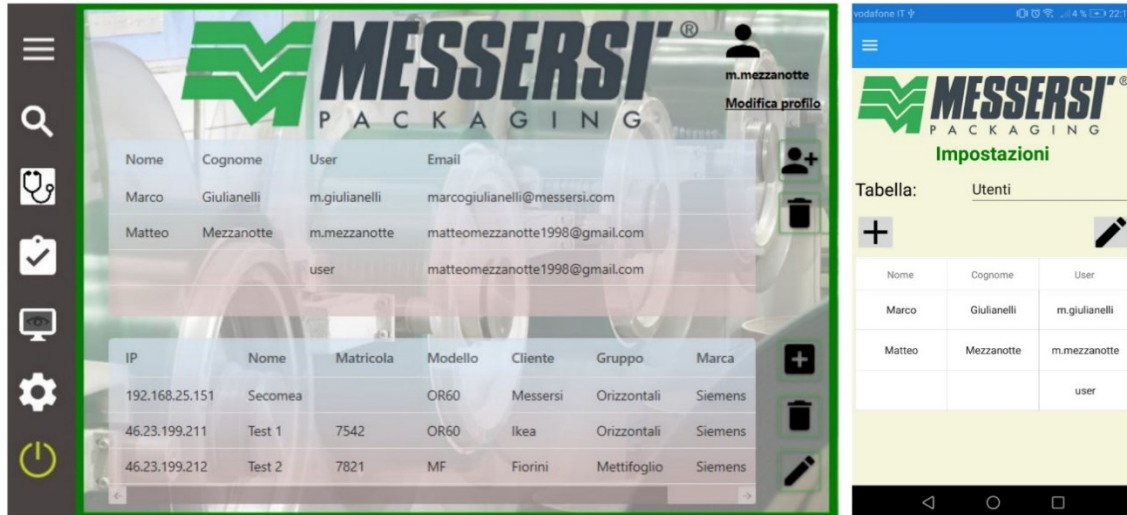 MESSERSI'®
PACKAGING
m.mezzanotte
Modifica profilo
Nome Cognome User Email
Marco Giulianelli m.giulianelli marcogiulianelli@messersi.com
Matteo Mezzanotte m.mezzanotte matteomezzanotte1998@gmail.com
user matteomezzanotte1998@gmail.com
IP Nome Matricola Modello Cliente Gruppo Marca
192.168.25.151 Secomea OR60 Messersi Orizzontali Siemens
46.23.199.211 Test 1 7542 OR60 Ikea Orizzontali Siemens
46.23.199.212 Test 2 7821 MF Fiorini Mettifoglio Siemens
vodafone IT 4 % 22:1
MESSERSI'®
PACKAGING
Impostazioni
Tabella: Utenti
Nome Cognome User
Marco Giulianelli m.giulianelli
Matteo Mezzanotte m.mezzanotte
user